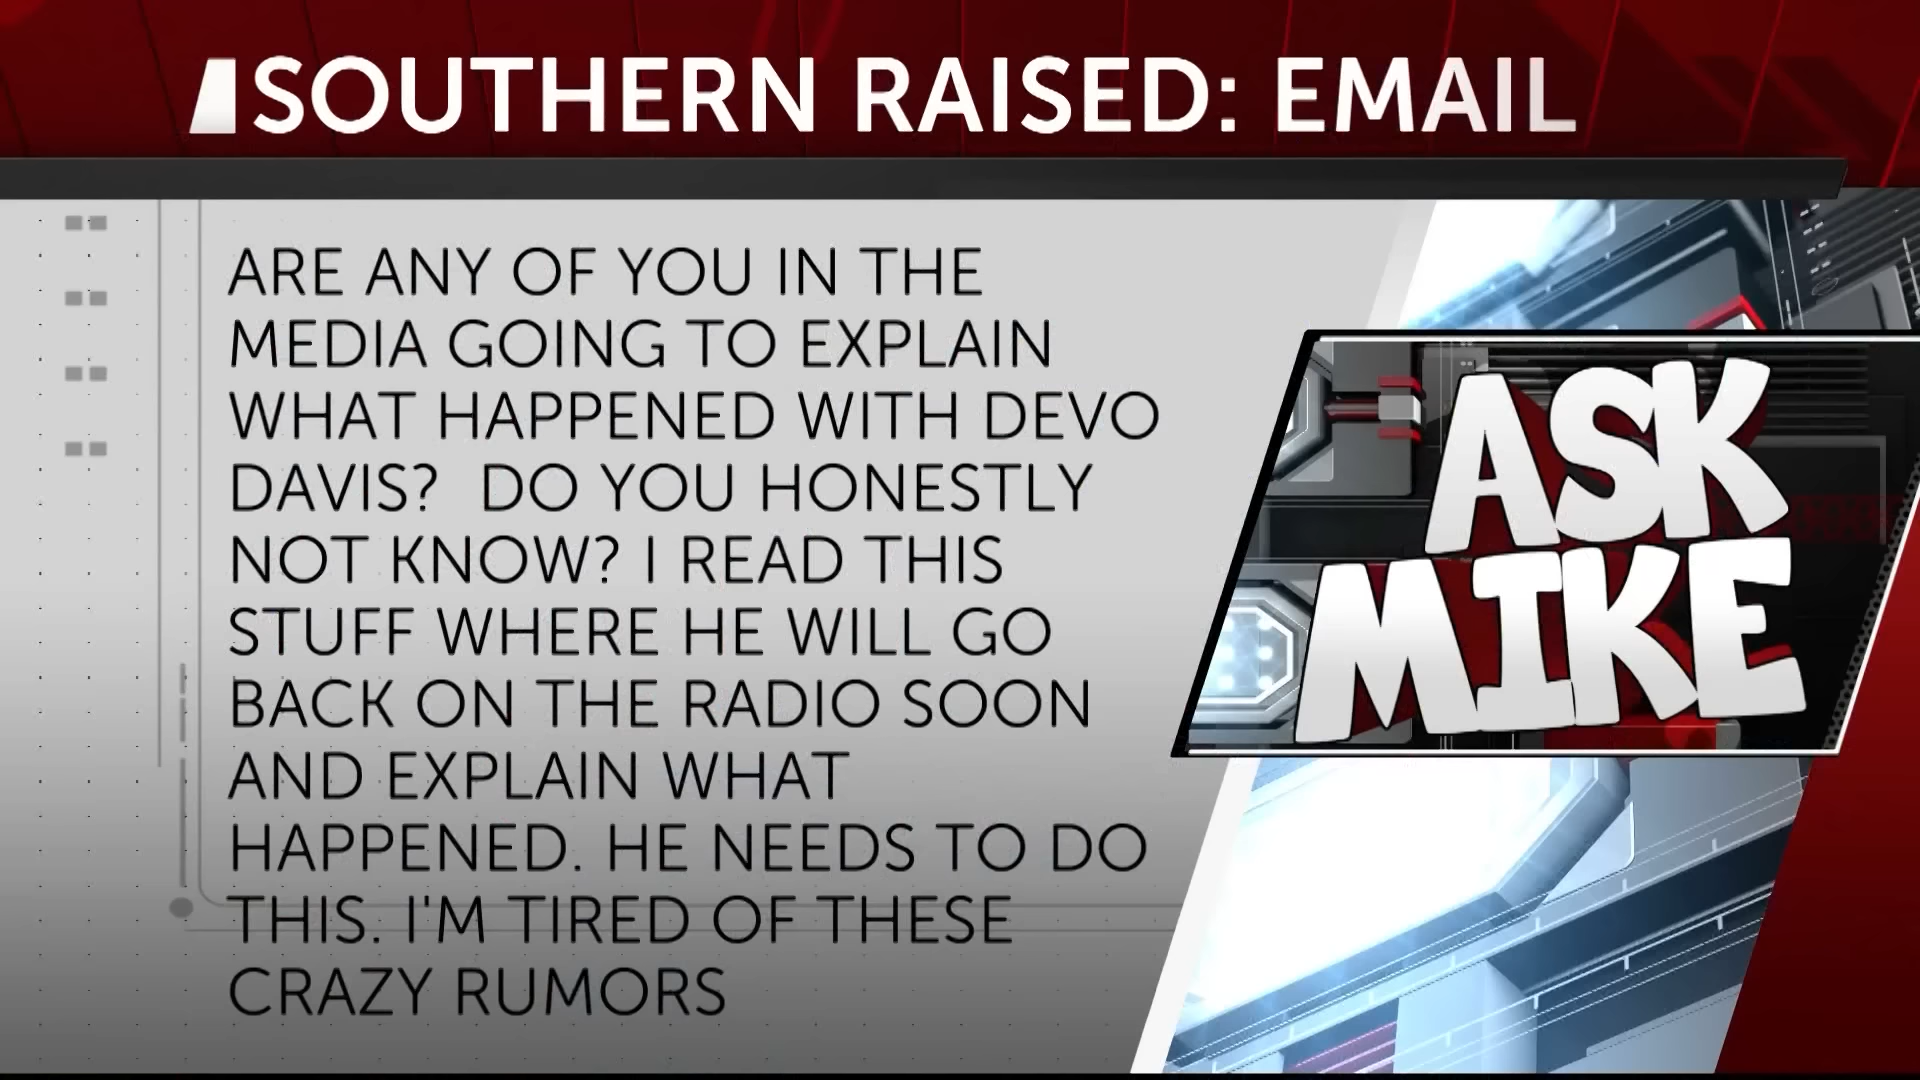 SOUTHERN RAISED: EMAIL
ARE ANY OF YOU IN THE
MEDIA GOING TO EXPLAIN
WHAT HAPPENED WITH DEVO
DAVIS?  DO YOU HONESTLY
NOT KNOW? I READ THIS
STUFF WHERE HE WILL GO
BACK ON THE RADIO SOON
AND EXPLAIN WHAT
HAPPENED. HE NEEDS TO DO
THIS. I'M TIRED OF THESE
CRAZY RUMORS
ASK
MIKE